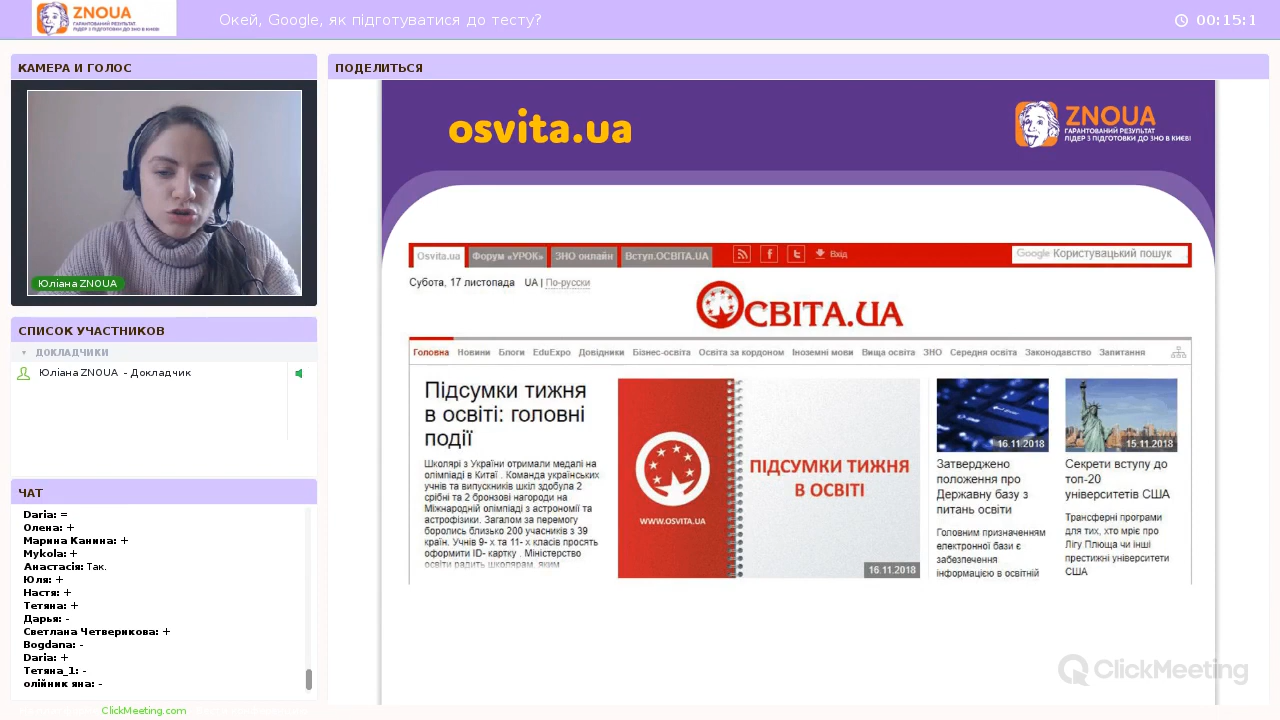 ZNOUA
ГАРАНТОВАНИЙ РЕЗУЛЬТАТ
ЛІДЕР З ПІДГОТОВКИ ДО ЗНО В КИЄВІ
Окей, Google, як підготуватися до тесту?
00:15:1
КАМЕРА И ГОЛОС
Юліана ZNOUA
СПИСОК УЧАСТНИКОВ
ДОКЛАДЧИКИ
Юліана ZNOUA - Докладчик
ЧАТ
Daria: =
Олена: +
Марина Канина: +
Mykola: +
Анастасія: Так.
Юля: +
Настя: +
Тетяна: +
Дарья: -
Светлана Четверикова: +
Bogdana: -
Daria: +
Тетяна_1: -
олійник яна: -
ClickMeeting.com
ПОДЕЛИТЬСЯ
osvita.ua
ZNOUA
ГАРАНТОВАНИЙ РЕЗУЛЬТАТ
ЛІДЕР З ПІДГОТОВКИ ДО ЗНО В КИЄВІ
Osvita.ua Форум «УРОК» ЗНО онлайн Вступ.ОСВІТА.UA Вхід Google Користувацький пошук
Субота, 17 листопада UA | По-русски
ОСВІТА.UA
Головна Новини Блоги EduExpo Довідники Бізнес-освіта Освіта за кордоном Іноземні мови Вища освіта ЗНО Середня освіта Законодавство Запитання
Підсумки тижня
в освіті: головні
події
Школярі з України отримали медалі на
олімпіаді в Китаї . Команда українських
учнів та випускників шкіл здобула 2
срібні та 2 бронзові нагороди на
Міжнародній олімпіаді з астрономії та
астрофізики. Загалом за перемогу
боролись близько 200 учасників з 39
країн. Учнів 9- х та 11- х класів просять
оформити ID- картку . Міністерство
освіти радить школярам, яким
WWW.OSVITA.UA
ПІДСУМКИ ТИЖНЯ
В ОСВІТІ
16.11.2018
16.11.2018
Затверджено
положення про
Державну базу з
питань освіти
Головним призначенням
електронної бази є
забезпечення
інформацією в освітній
15.11.2018
Секрети вступу до
топ-20
університетів США
Трансферні програми
для тих, хто мріє про
Лігу Плюща чи інші
престижні університети
США
ClickMeeting